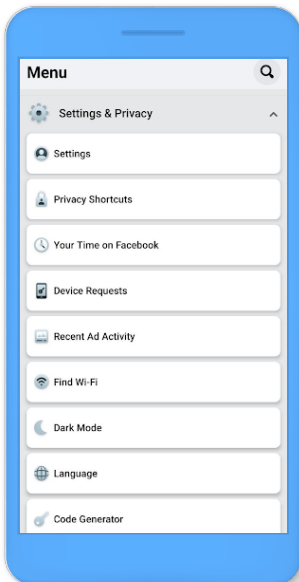 Menu
Settings & Privacy
Settings
Privacy Shortcuts
Your Time on Facebook
Device Requests
Recent Ad Activity
Find Wi-Fi
Dark Mode
Language
Code Generator